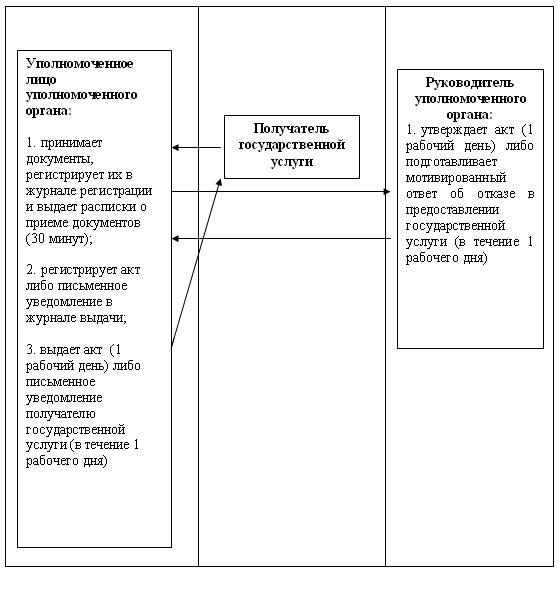 Уполномоченное
лицо
уполномоченного
органа:
1. принимает
документы,
регистрирует их в
журнале регистрации
и выдает расписки о
приеме документов
(30 минут);
2. регистрирует акт
либо письменное
уведомление в
журнале выдачи;
3. выдает акт (1
рабочий день) либо
письменное
уведомление
получателю
государственной
услуги (в течение 1
рабочего дня)
Получатель
государственной
услуги
Руководитель
уполномоченного
органа:
1. утверждает акт (1
рабочий день) либо
подготавливает
мотивированный
ответ об отказе в
предоставлении
государственной
услуги (в течение 1
рабочего дня)